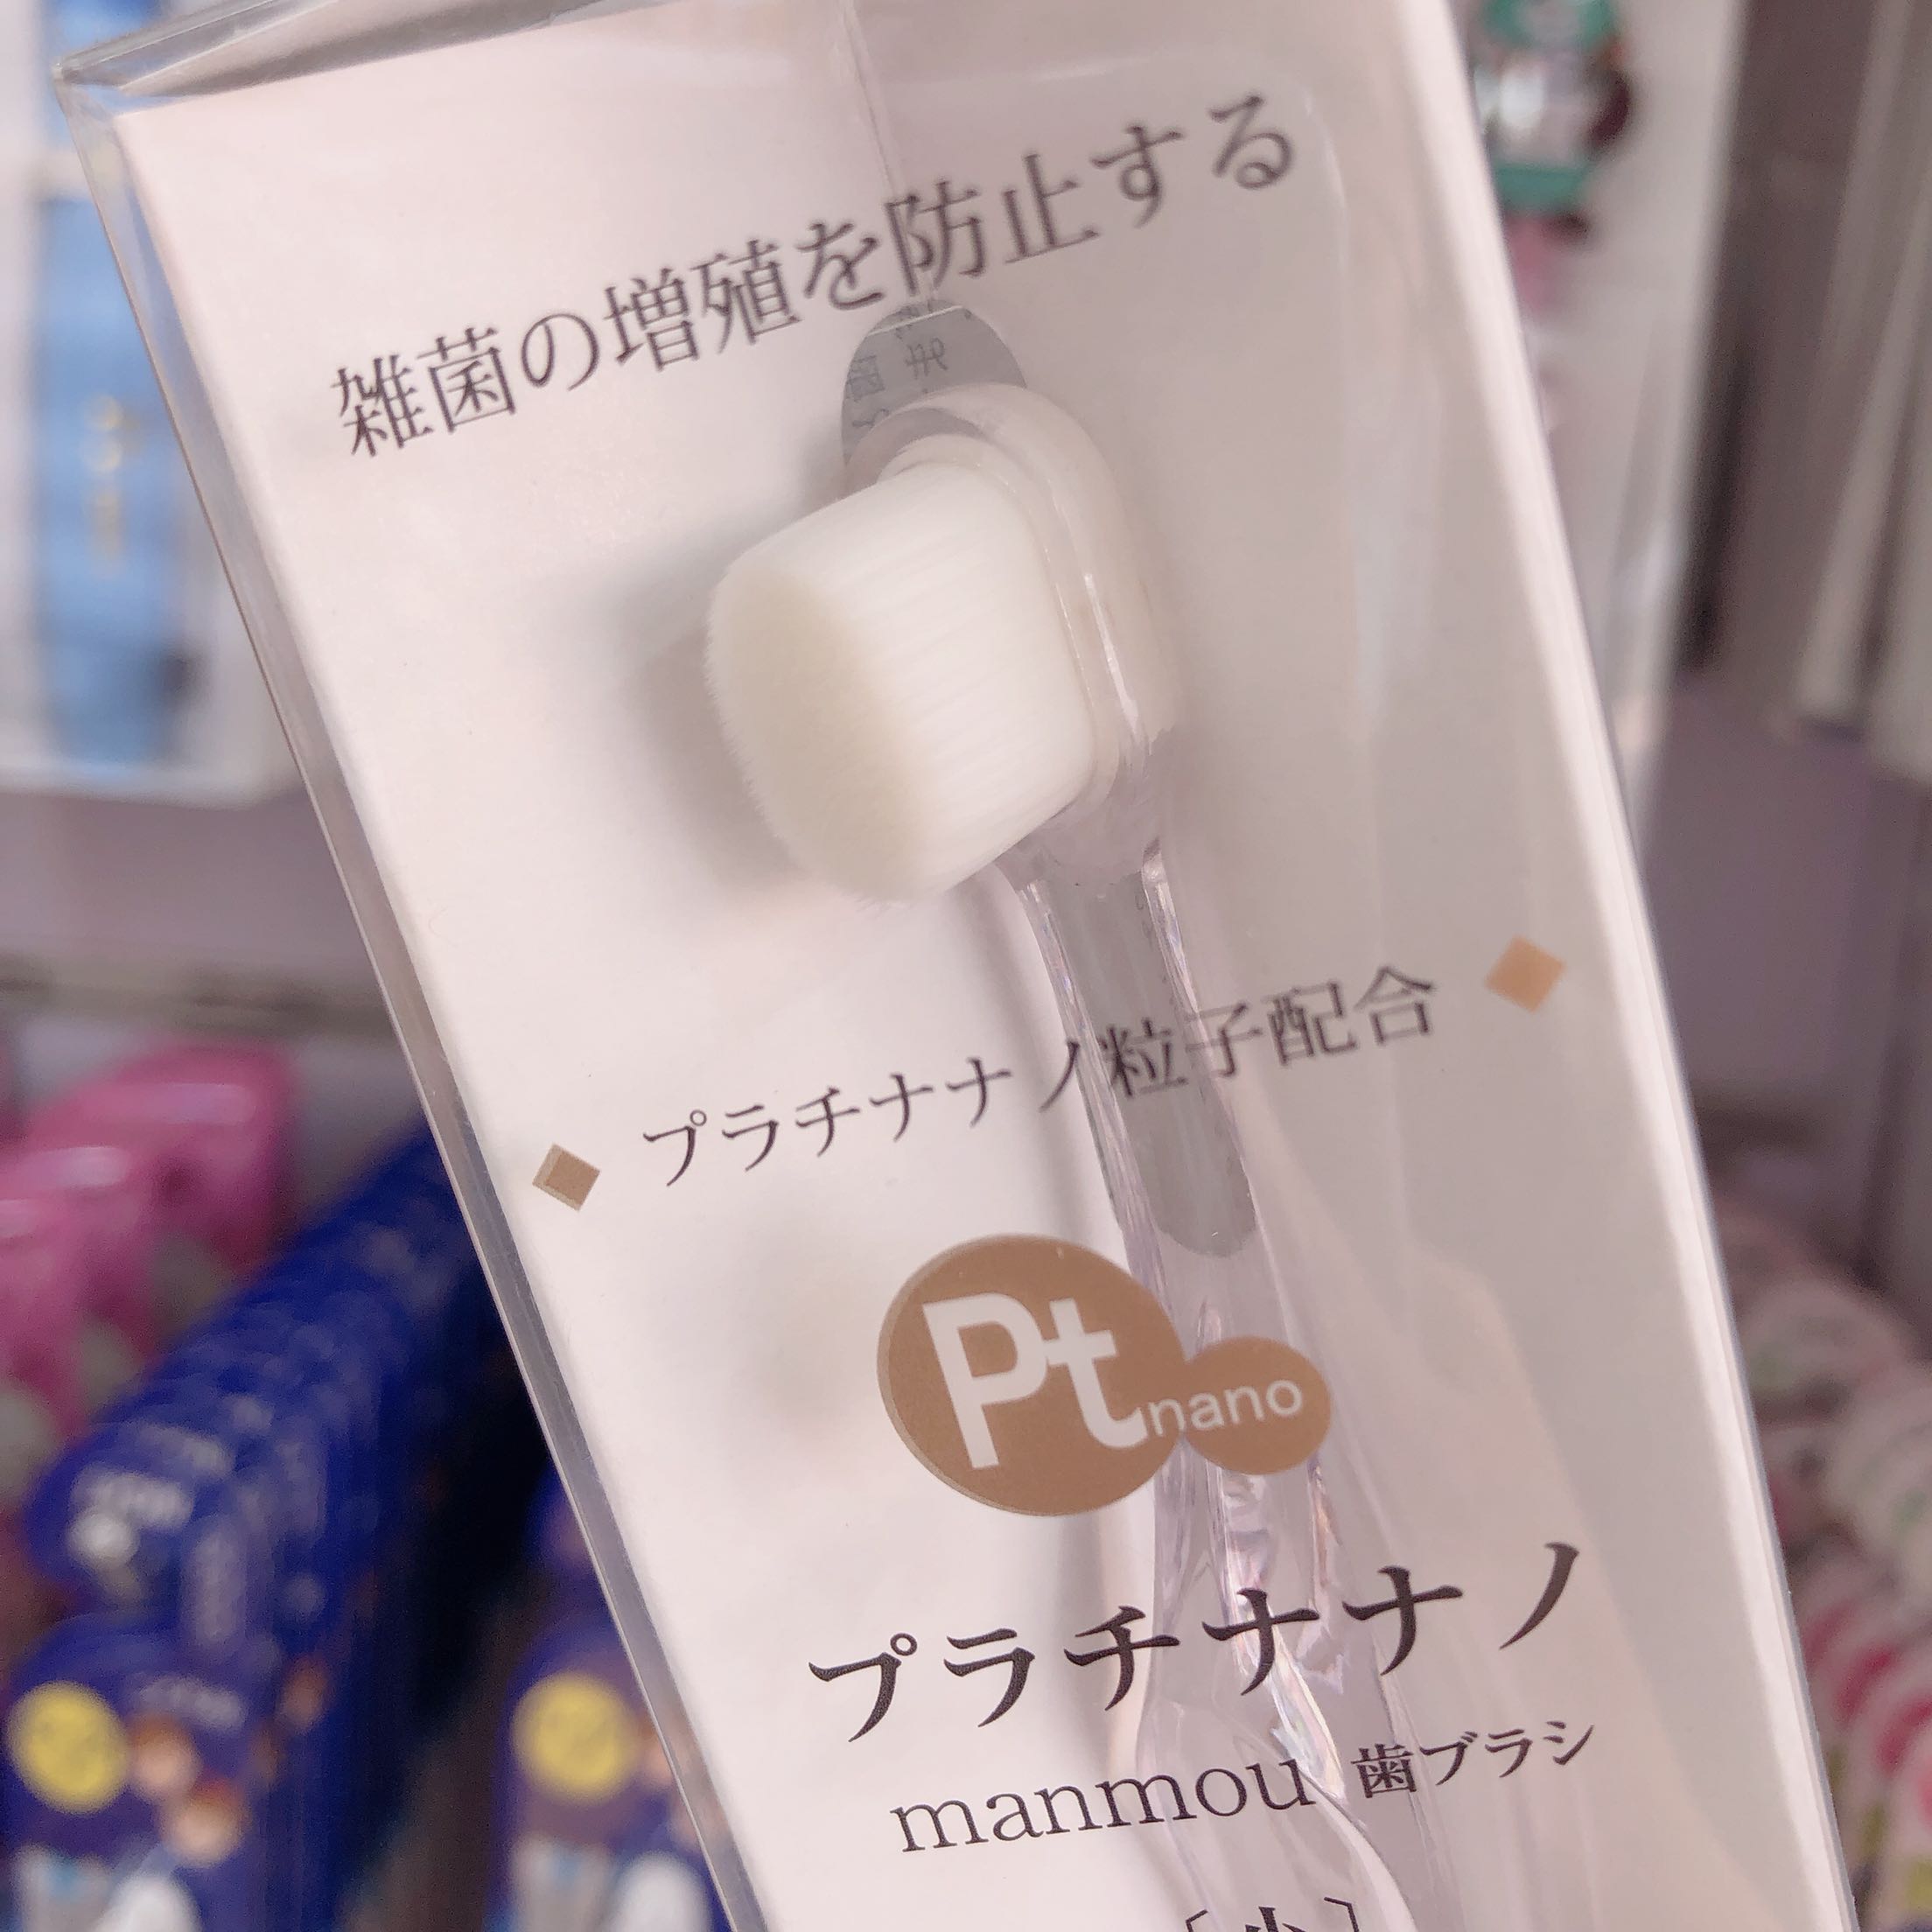 雑菌の増殖を防止する
プラチナナノ粒子配合
Pt nano
プラチナナノ
manmou 歯ブラシ